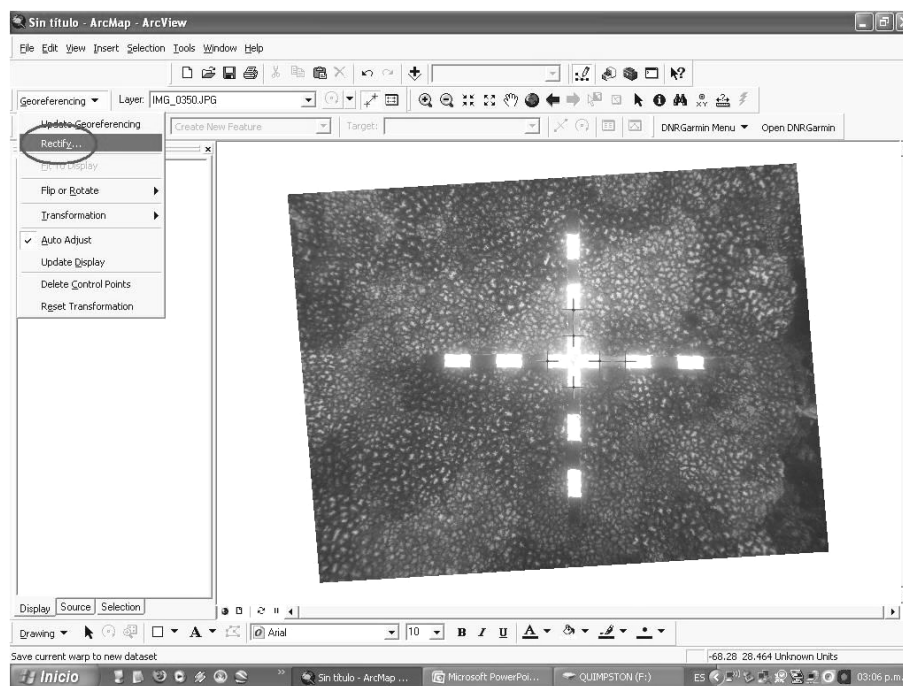 Sin título - ArcMap - ArcView
File Edit View Insert Selection Tools Window Help
Georeferencing Layer: IMG_0350.JPG
Update Georeferencing
Create New Feature Target: DNRGarmin Menu Open DNRGarmin
Rectify...
Fit To Display
Flip or Rotate
Transformation
Auto Adjust
Update Display
Delete Control Points
Reset Transformation
Display Source Selection
Drawing A Arial 10 B I U A
Save current warp to new dataset -68.28 28.464 Unknown Units
Inicio Sin título - ArcMap ... Microsoft PowerPoi... QUIMPSTON (F:) ES 03:06 p.m.